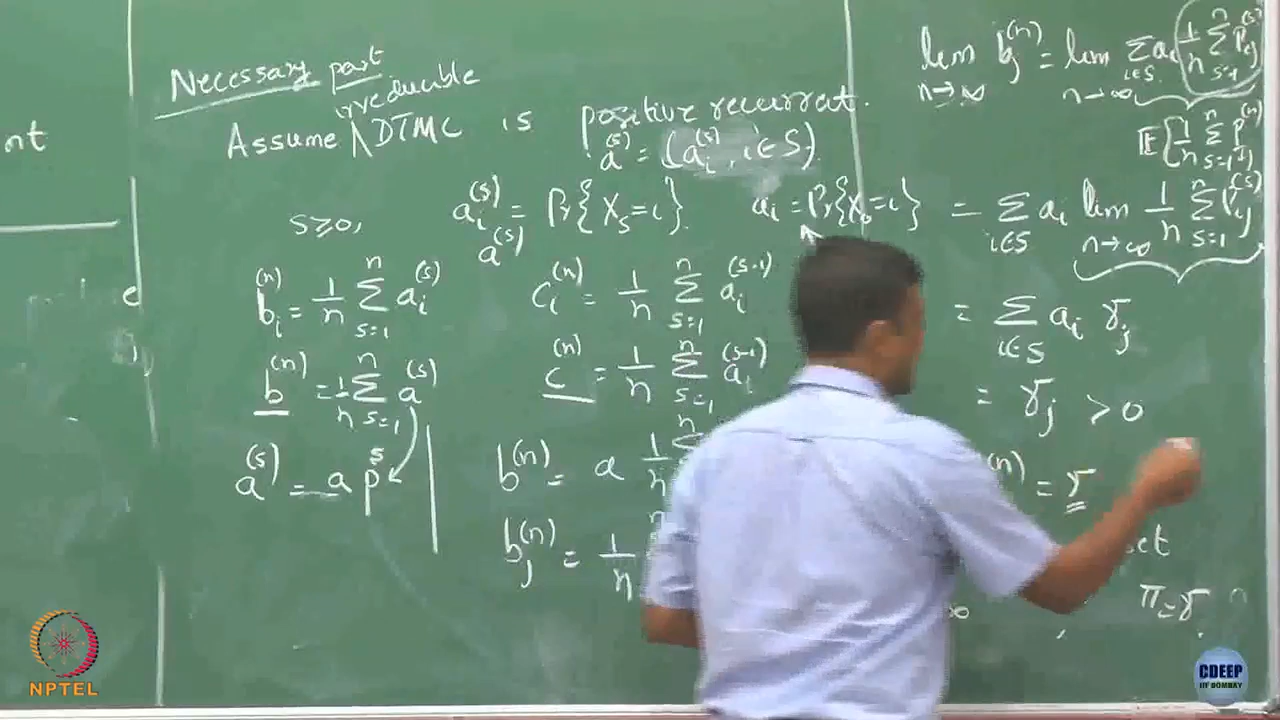 nt
Necessary part
Assume ∧ irreducible DTMC is positive recurrent.
a^(s) = (a_i^(s), i∈S)
s≥0, a_i^(s) = Pr{X_s=i}. a_i = Pr{X_0=i}
a^(s)
b_i^(n) = 1/n Σ_{s=1}^{n} a_i^(s) c_i^(n) = 1/n Σ_{s=1}^{n} a_i^(s-1)
b^(n) = 1/n Σ_{s=1}^{n} a^(s) c^(n) = 1/n Σ_{s=1}^{n} a_i^(s-1)
a^(s) = a P^s
b^(n) = a 1/n
b_j^(n) = 1/n
lim_{n→∞} b_j^(n) = lim_{n→∞} Σ_{i∈S} a_i 1/n Σ_{s=1}^{n} P_ij^(s)
= Σ_{i∈S} a_i lim_{n→∞} 1/n Σ_{s=1}^{n} P_ij^(s)
= Σ_{i∈S} a_i γ_j
= γ_j > 0
(n) = γ
∞ π=γ
NPTEL
CDEEP
IIT BOMBAY